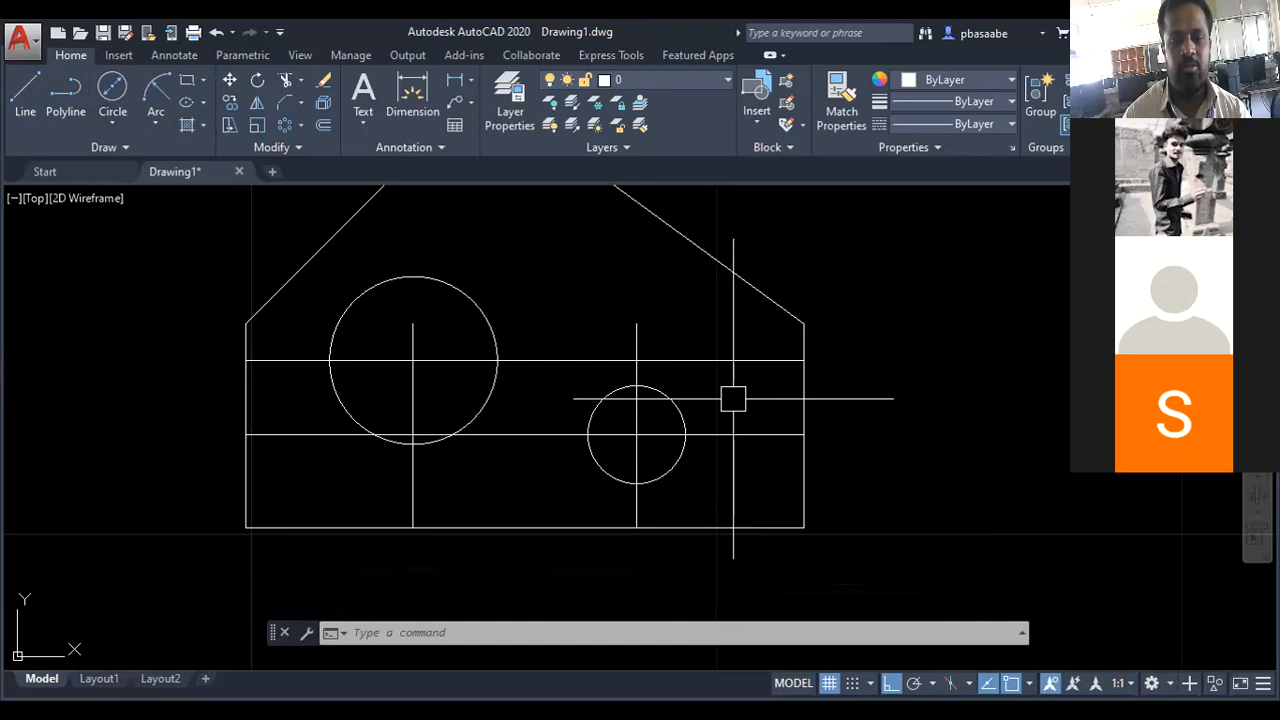 Autodesk AutoCAD 2020 Drawing1.dwg
Type a keyword or phrase
pbasaabe
Home Insert Annotate Parametric View Manage Output Add-ins Collaborate Express Tools Featured Apps
Line Polyline Circle Arc
Draw
Modify
Text Dimension
Annotation
Layer Properties
0
Layers
Insert
Block
Match Properties
ByLayer
ByLayer
ByLayer
Properties
Group
Groups
Start Drawing1*
[−][Top][2D Wireframe]
S
Y
X
Type a command
Model Layout1 Layout2 +
MODEL
1:1